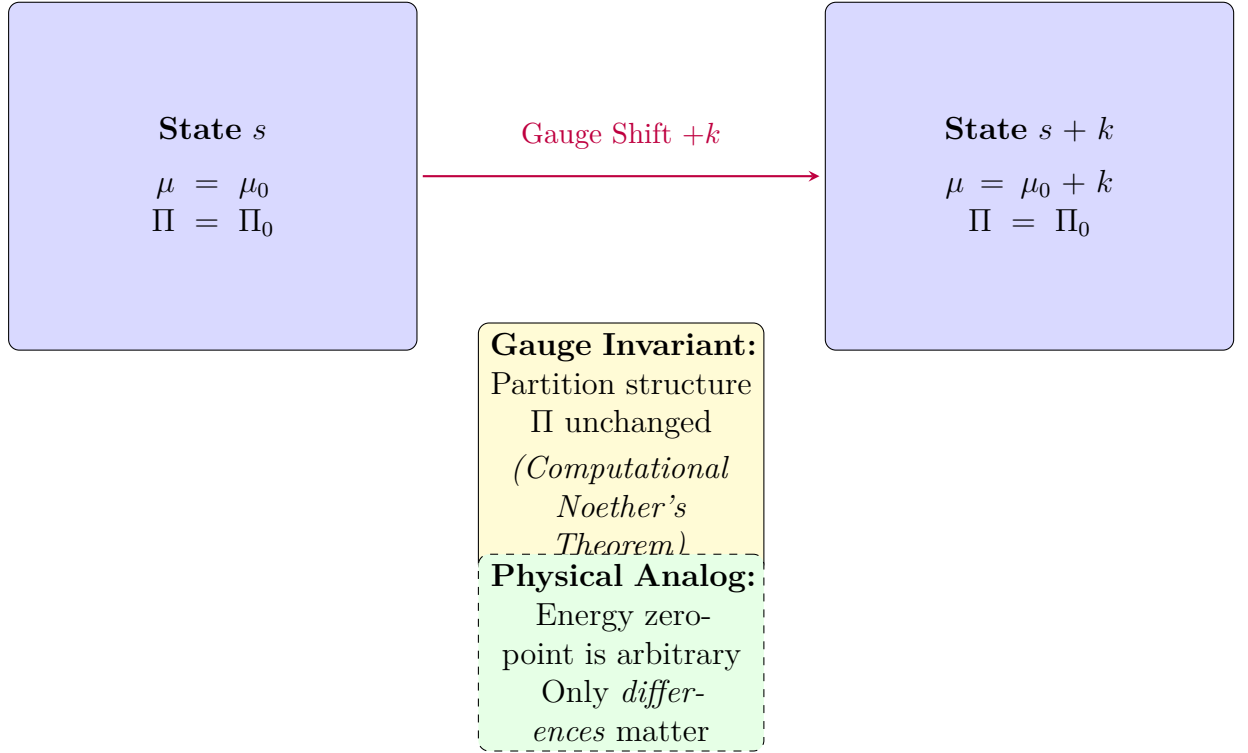 State s
μ = μ₀
Π = Π₀
Gauge Shift +k
State s + k
μ = μ₀ + k
Π = Π₀
Gauge Invariant:
Partition structure
Π unchanged
(Computational
Noether's
Theorem)
Physical Analog:
Energy zero-
point is arbitrary
Only differ-
ences matter